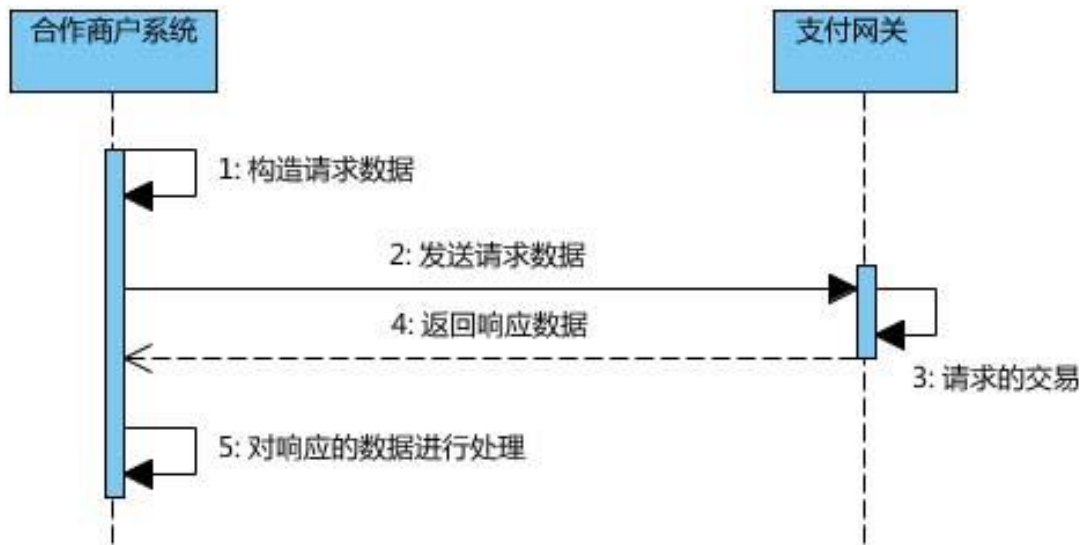 合作商户系统
支付网关
1: 构造请求数据
2: 发送请求数据
4: 返回响应数据
3: 请求的交易
5: 对响应的数据进行处理